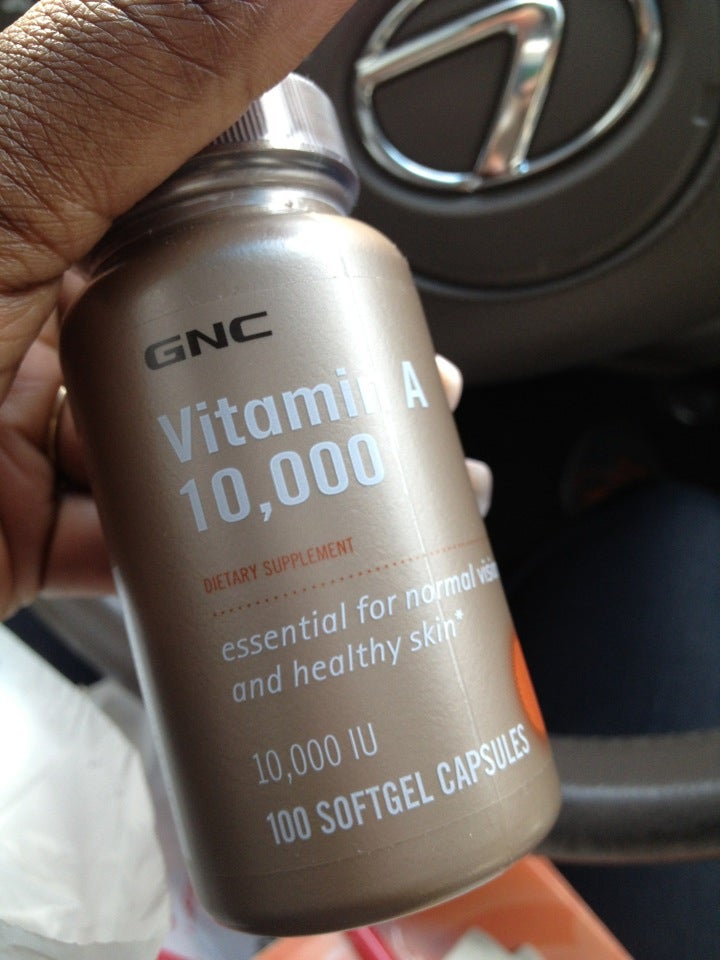 GNC
Vitamin A
10,000
DIETARY SUPPLEMENT
essential for normal
and healthy skin*
10,000 IU
100 SOFTGEL CAPSULES